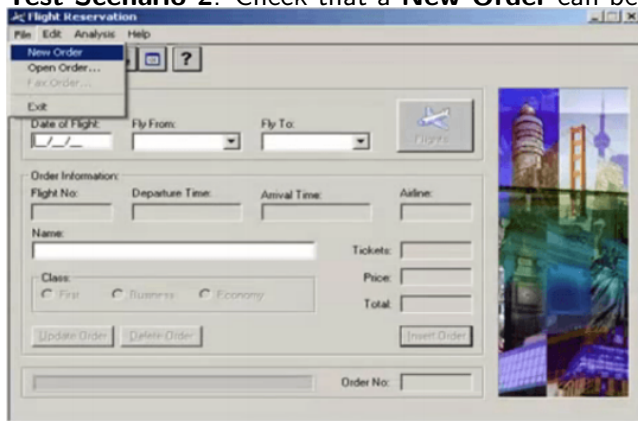 Test Scenario 2: Check that a New Order can be
Flight Reservation
File Edit Analysis Help
New Order
Open Order...
Fax Order...
Exit
?
Date of Flight: Fly From: Fly To:
_/_/__ Flights
Order Information:
Flight No: Departure Time: Arrival Time: Airline:
Name:
Tickets:
Class: Price:
First Business Economy
Total:
Update Order Delete Order Insert Order
Order No: